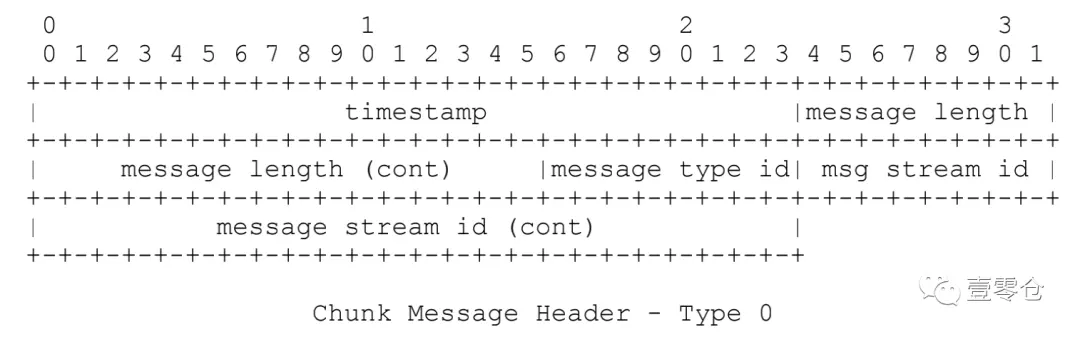 0                   1                   2                   3
0 1 2 3 4 5 6 7 8 9 0 1 2 3 4 5 6 7 8 9 0 1 2 3 4 5 6 7 8 9 0 1
+-+-+-+-+-+-+-+-+-+-+-+-+-+-+-+-+-+-+-+-+-+-+-+-+-+-+-+-+-+-+-+-+
|                   timestamp                   |message length |
+-+-+-+-+-+-+-+-+-+-+-+-+-+-+-+-+-+-+-+-+-+-+-+-+-+-+-+-+-+-+-+-+
|     message length (cont)     |message type id| msg stream id |
+-+-+-+-+-+-+-+-+-+-+-+-+-+-+-+-+-+-+-+-+-+-+-+-+-+-+-+-+-+-+-+-+
|           message stream id (cont)            |
+-+-+-+-+-+-+-+-+-+-+-+-+-+-+-+-+-+-+-+-+-+-+-+-+
壹零仓
Chunk Message Header - Type 0